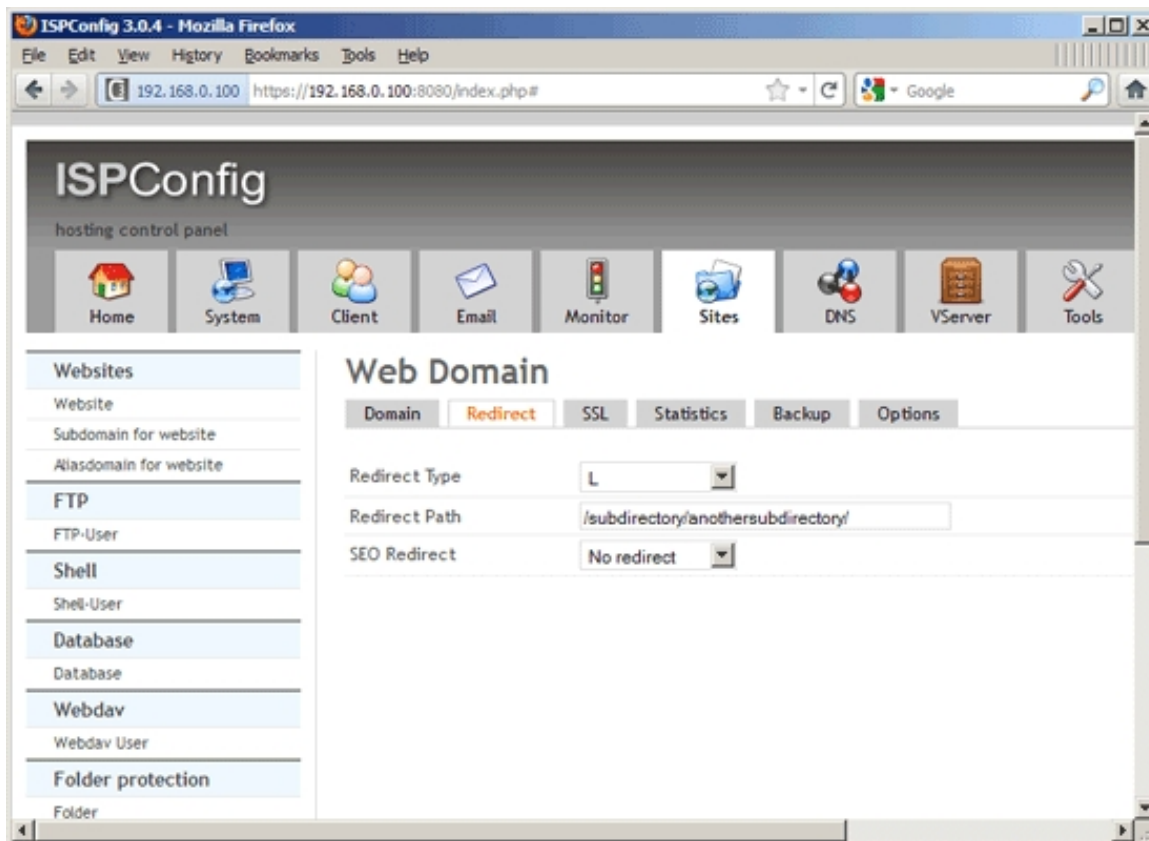 ISPConfig 3.0.4 - Mozilla Firefox
File Edit View History Bookmarks Tools Help
192.168.0.100 https://192.168.0.100:8080/index.php# Google
ISPConfig
hosting control panel
Home System Client Email Monitor Sites DNS VServer Tools
Websites
Website
Subdomain for website
Aliasdomain for website
FTP
FTP-User
Shell
Shell-User
Database
Database
Webdav
Webdav User
Folder protection
Folder
Web Domain
Domain Redirect SSL Statistics Backup Options
Redirect Type L
Redirect Path /subdirectory/anothersubdirectory/
SEO Redirect No redirect